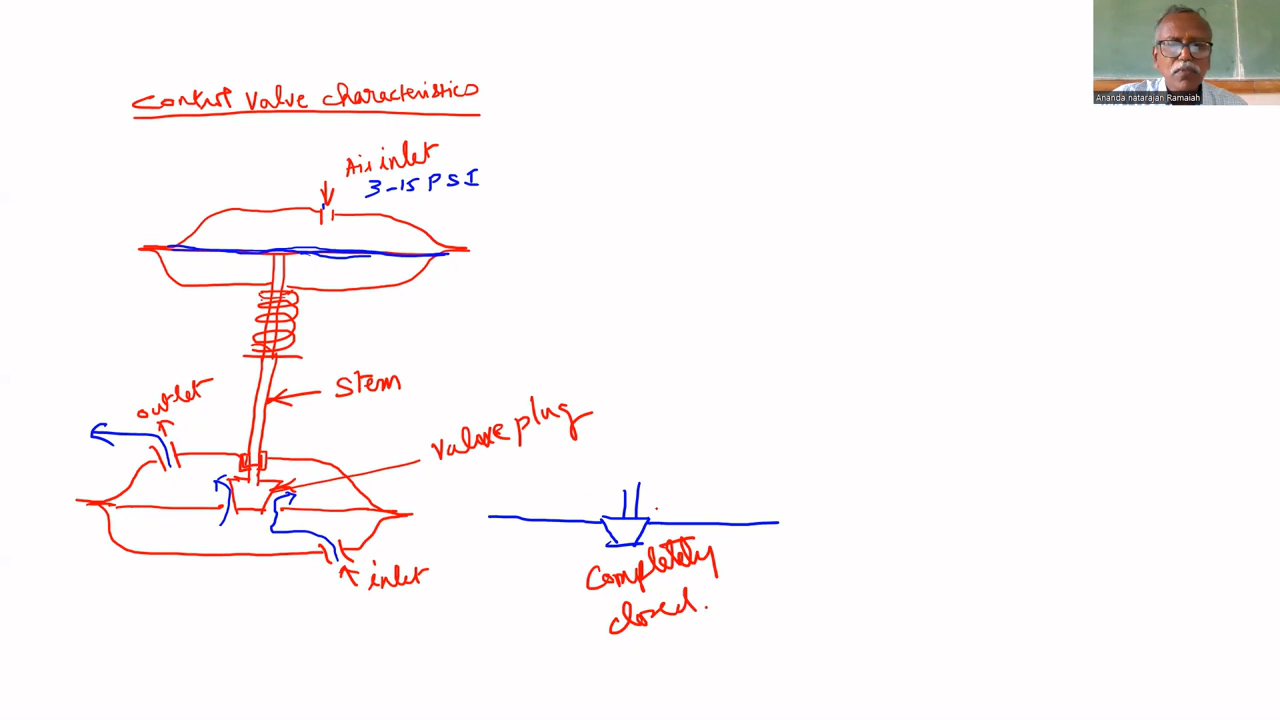 Control Valve characteristics
Air inlet
3-15 PSI
outlet
Stem
Valve plug
inlet
Completely
closed.
Ananda natarajan Ramaiah